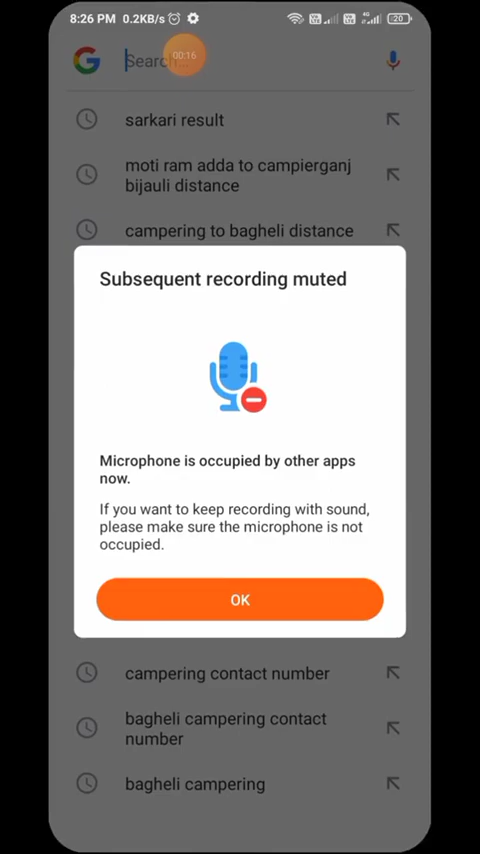 8:26 PM 0.2KB/s 4G 20
Search... 00:16
sarkari result
moti ram adda to campierganj
bijauli distance
campering to bagheli distance
Subsequent recording muted
Microphone is occupied by other apps
now.
If you want to keep recording with sound,
please make sure the microphone is not
occupied.
OK
campering contact number
bagheli campering contact
number
bagheli campering